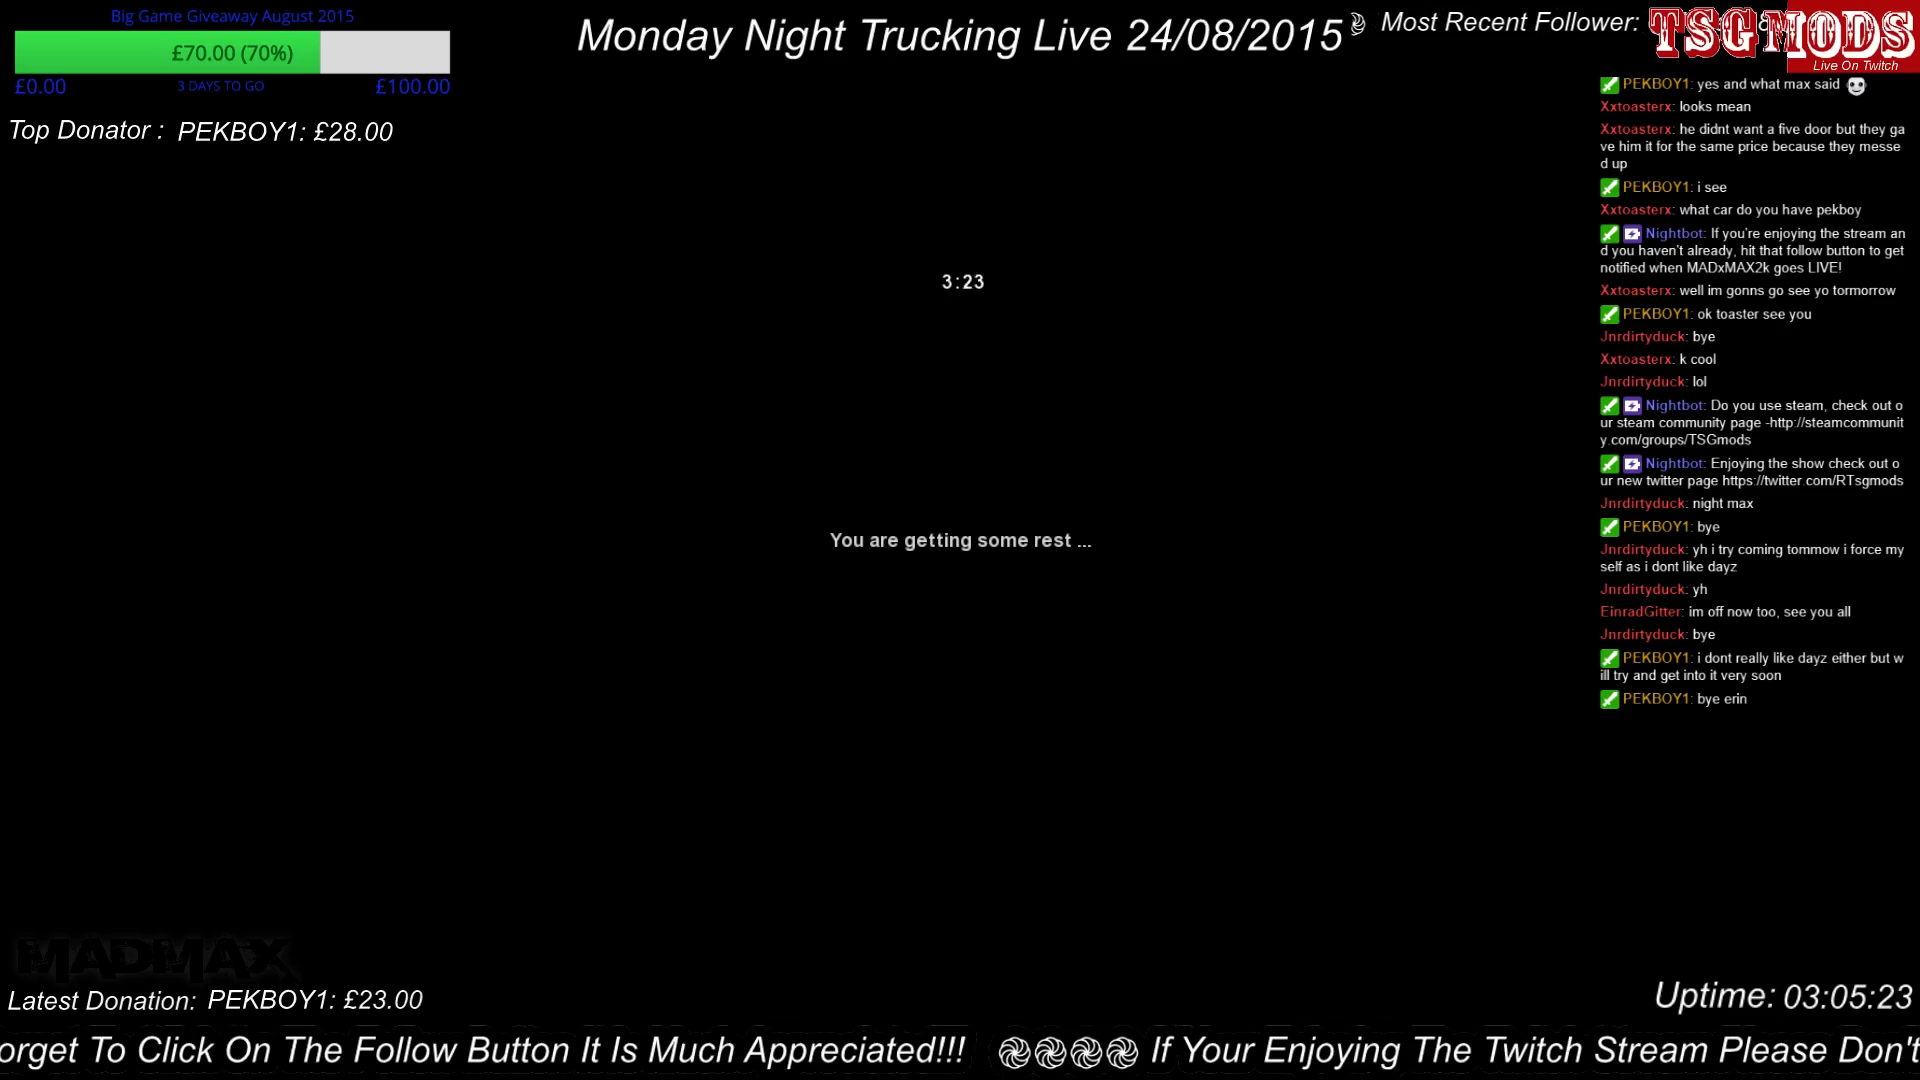 Big Game Giveaway August 2015
£70.00 (70%)
£0.00
3 DAYS TO GO
£100.00
Top Donator : PEKBOY1: £28.00
Monday Night Trucking Live 24/08/2015
Most Recent Follower:
TSGMODS
Live On Twitch
PEKBOY1: yes and what max said
Xxtoasterx: looks mean
Xxtoasterx: he didnt want a five door but they ga
ve him it for the same price because they messe
d up
PEKBOY1: i see
Xxtoasterx: what car do you have pekboy
Nightbot: If you're enjoying the stream an
d you haven't already, hit that follow button to get
notified when MADxMAX2k goes LIVE!
Xxtoasterx: well im gonns go see yo tormorrow
PEKBOY1: ok toaster see you
Jnrdirtyduck: bye
Xxtoasterx: k cool
Jnrdirtyduck: lol
Nightbot: Do you use steam, check out o
ur steam community page -http://steamcommunit
y.com/groups/TSGmods
Nightbot: Enjoying the show check out o
ur new twitter page https://twitter.com/RTsgmods
Jnrdirtyduck: night max
PEKBOY1: bye
Jnrdirtyduck: yh i try coming tommow i force my
self as i dont like dayz
Jnrdirtyduck: yh
EinradGitter: im off now too, see you all
Jnrdirtyduck: bye
PEKBOY1: i dont really like dayz either but w
ill try and get into it very soon
PEKBOY1: bye erin
3:23
You are getting some rest ...
MADMAX
Latest Donation: PEKBOY1: £23.00
Uptime: 03:05:23
orget To Click On The Follow Button It Is Much Appreciated!!! If Your Enjoying The Twitch Stream Please Don't